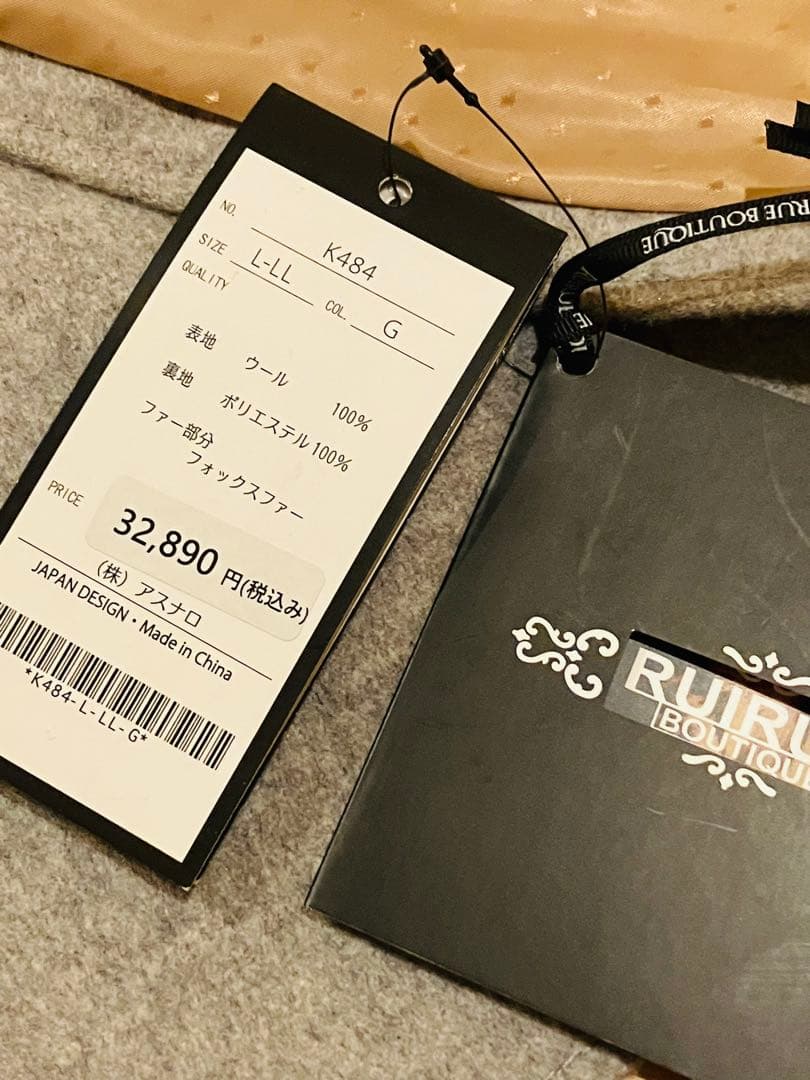 NO. K484
SIZE L-LL COL. G
QUALITY
表地 ウール 100%
裏地 ポリエステル100%
ファー部分
フォックスファー
PRICE
32,890円(税込み)
(株) アスナロ
JAPAN DESIGN・Made in China
*K484-L-LL-G*
RUE BOUTIQUE
RUIRU
BOUTIQUE